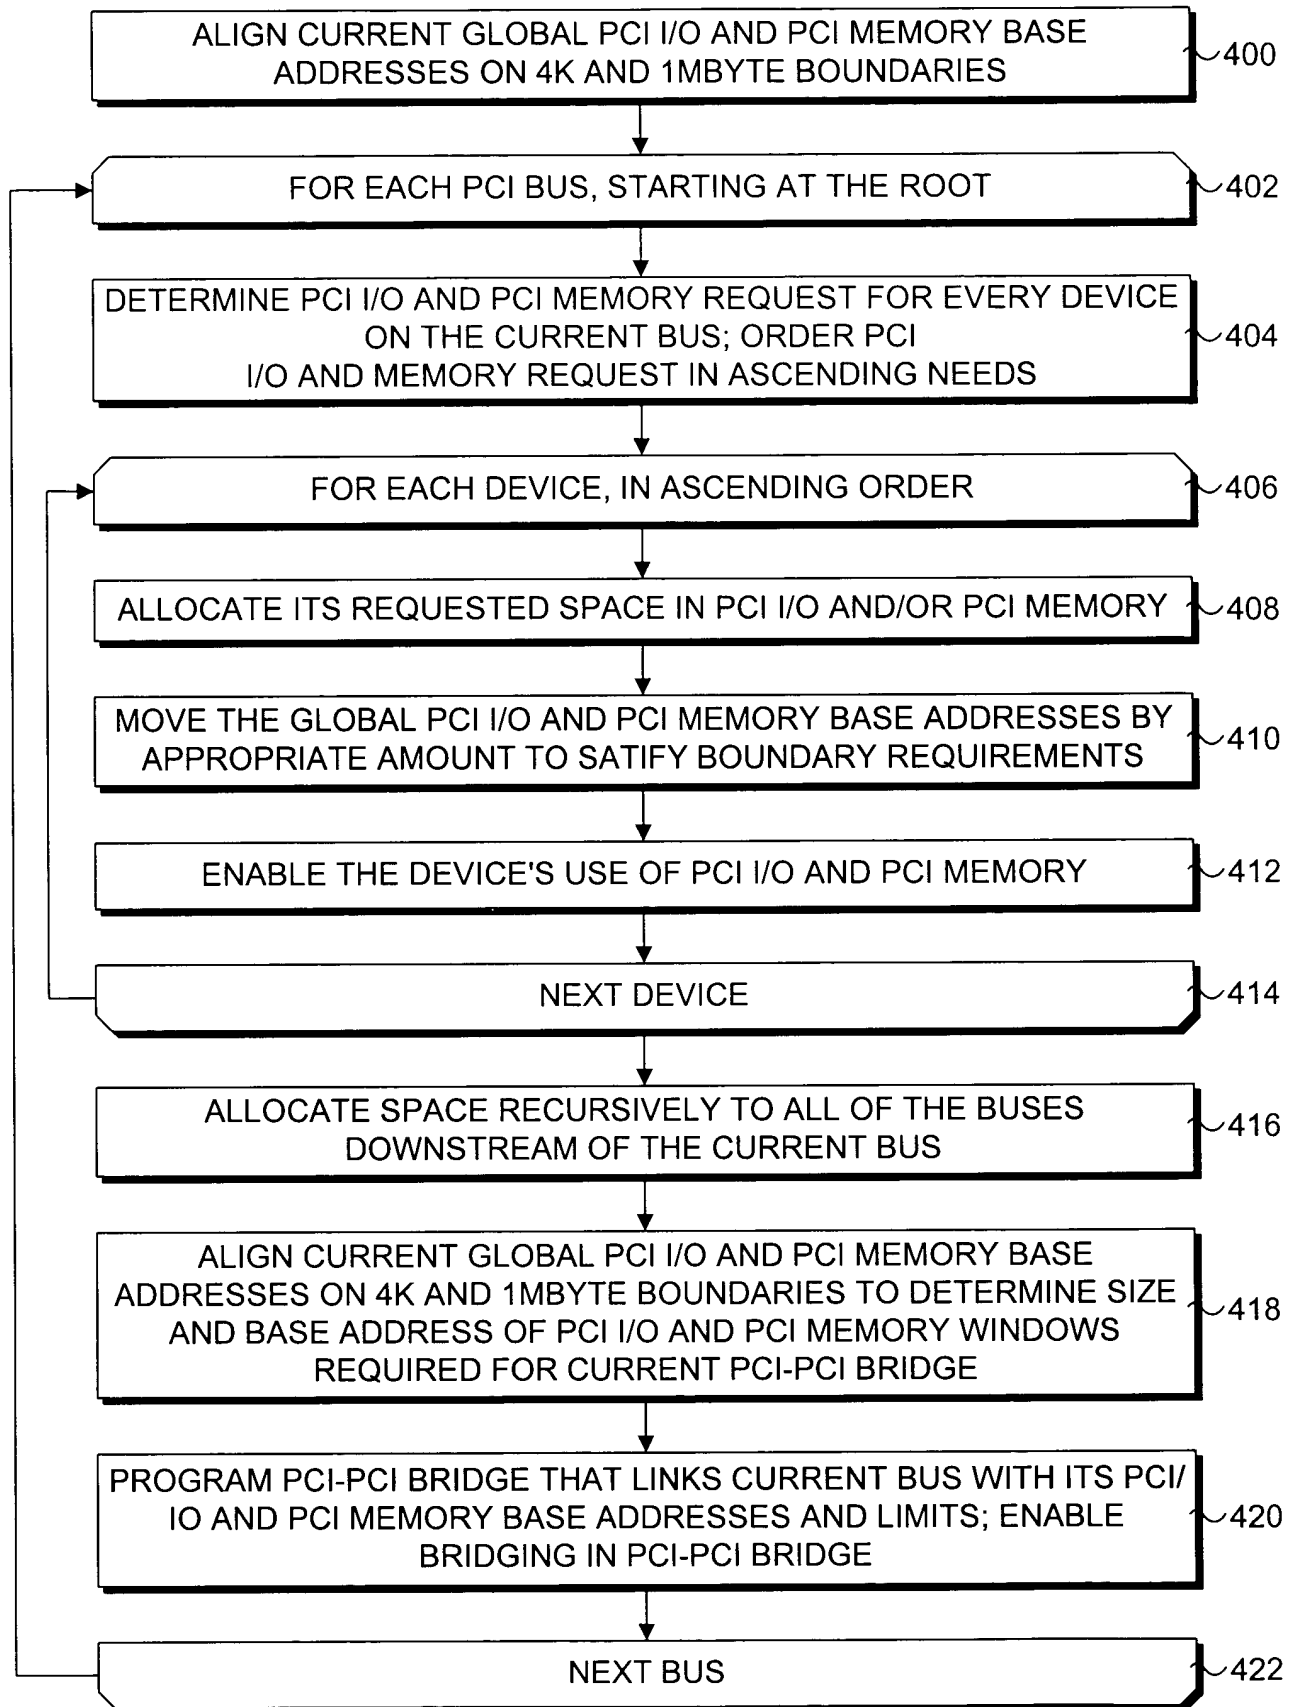 ALIGN CURRENT GLOBAL PCI I/O AND PCI MEMORY BASE
ADDRESSES ON 4K AND 1MBYTE BOUNDARIES
400
FOR EACH PCI BUS, STARTING AT THE ROOT
402
DETERMINE PCI I/O AND PCI MEMORY REQUEST FOR EVERY DEVICE
ON THE CURRENT BUS; ORDER PCI
I/O AND MEMORY REQUEST IN ASCENDING NEEDS
404
FOR EACH DEVICE, IN ASCENDING ORDER
406
ALLOCATE ITS REQUESTED SPACE IN PCI I/O AND/OR PCI MEMORY
408
MOVE THE GLOBAL PCI I/O AND PCI MEMORY BASE ADDRESSES BY
APPROPRIATE AMOUNT TO SATIFY BOUNDARY REQUIREMENTS
410
ENABLE THE DEVICE'S USE OF PCI I/O AND PCI MEMORY
412
NEXT DEVICE
414
ALLOCATE SPACE RECURSIVELY TO ALL OF THE BUSES
DOWNSTREAM OF THE CURRENT BUS
416
ALIGN CURRENT GLOBAL PCI I/O AND PCI MEMORY BASE
ADDRESSES ON 4K AND 1MBYTE BOUNDARIES TO DETERMINE SIZE
AND BASE ADDRESS OF PCI I/O AND PCI MEMORY WINDOWS
REQUIRED FOR CURRENT PCI-PCI BRIDGE
418
PROGRAM PCI-PCI BRIDGE THAT LINKS CURRENT BUS WITH ITS PCI/
IO AND PCI MEMORY BASE ADDRESSES AND LIMITS; ENABLE
BRIDGING IN PCI-PCI BRIDGE
420
NEXT BUS
422